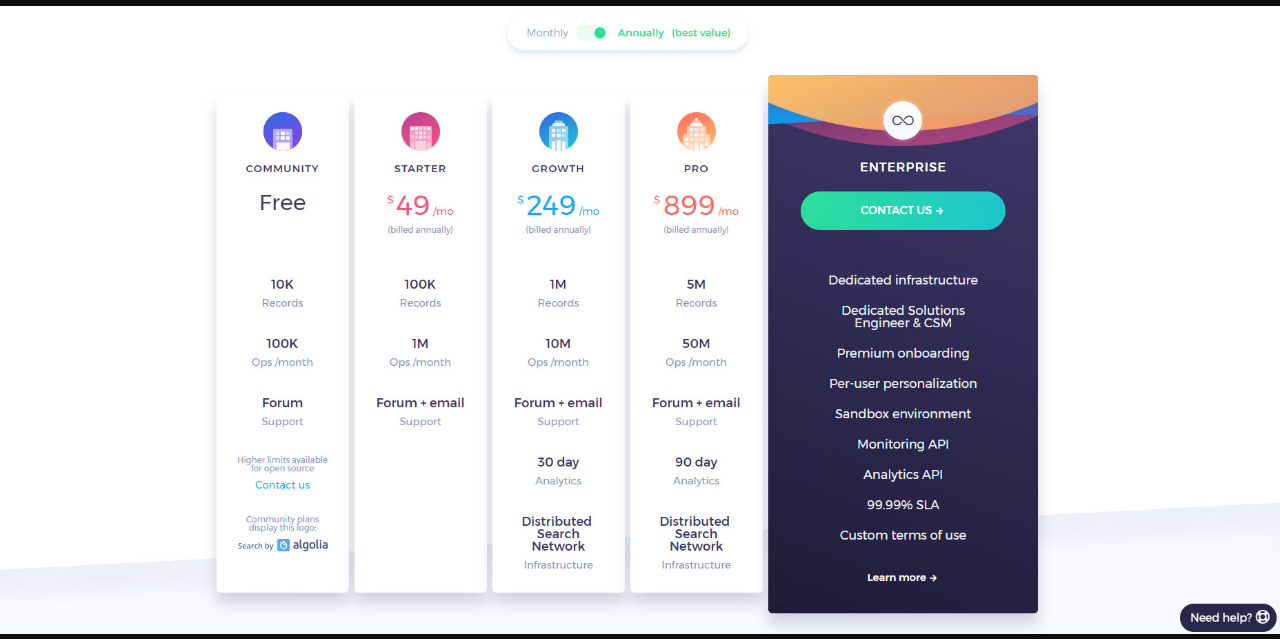 Monthly Annually (best value)
COMMUNITY
Free
10K
Records
100K
Ops /month
Forum
Support
Higher limits available
for open source
Contact us
Community plans
display this logo:
Search by algolia
STARTER
$49 /mo
(billed annually)
100K
Records
1M
Ops /month
Forum + email
Support
GROWTH
$249 /mo
(billed annually)
1M
Records
10M
Ops /month
Forum + email
Support
30 day
Analytics
Distributed
Search
Network
Infrastructure
PRO
$899 /mo
(billed annually)
5M
Records
50M
Ops /month
Forum + email
Support
90 day
Analytics
Distributed
Search
Network
Infrastructure
ENTERPRISE
CONTACT US →
Dedicated infrastructure
Dedicated Solutions
Engineer & CSM
Premium onboarding
Per-user personalization
Sandbox environment
Monitoring API
Analytics API
99.99% SLA
Custom terms of use
Learn more →
Need help?